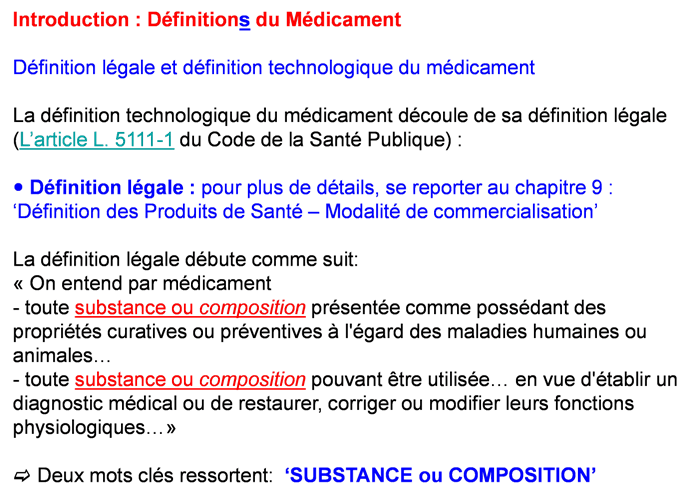 Introduction : Définitions du Médicament
Définition légale et définition technologique du médicament
La définition technologique du médicament découle de sa définition légale
(L’article L. 5111-1 du Code de la Santé Publique) :
• Définition légale : pour plus de détails, se reporter au chapitre 9 :
‘Définition des Produits de Santé – Modalité de commercialisation’
La définition légale débute comme suit:
« On entend par médicament
- toute substance ou composition présentée comme possédant des
propriétés curatives ou préventives à l'égard des maladies humaines ou
animales…
- toute substance ou composition pouvant être utilisée… en vue d'établir un
diagnostic médical ou de restaurer, corriger ou modifier leurs fonctions
physiologiques…»
⇨ Deux mots clés ressortent: ‘SUBSTANCE ou COMPOSITION’